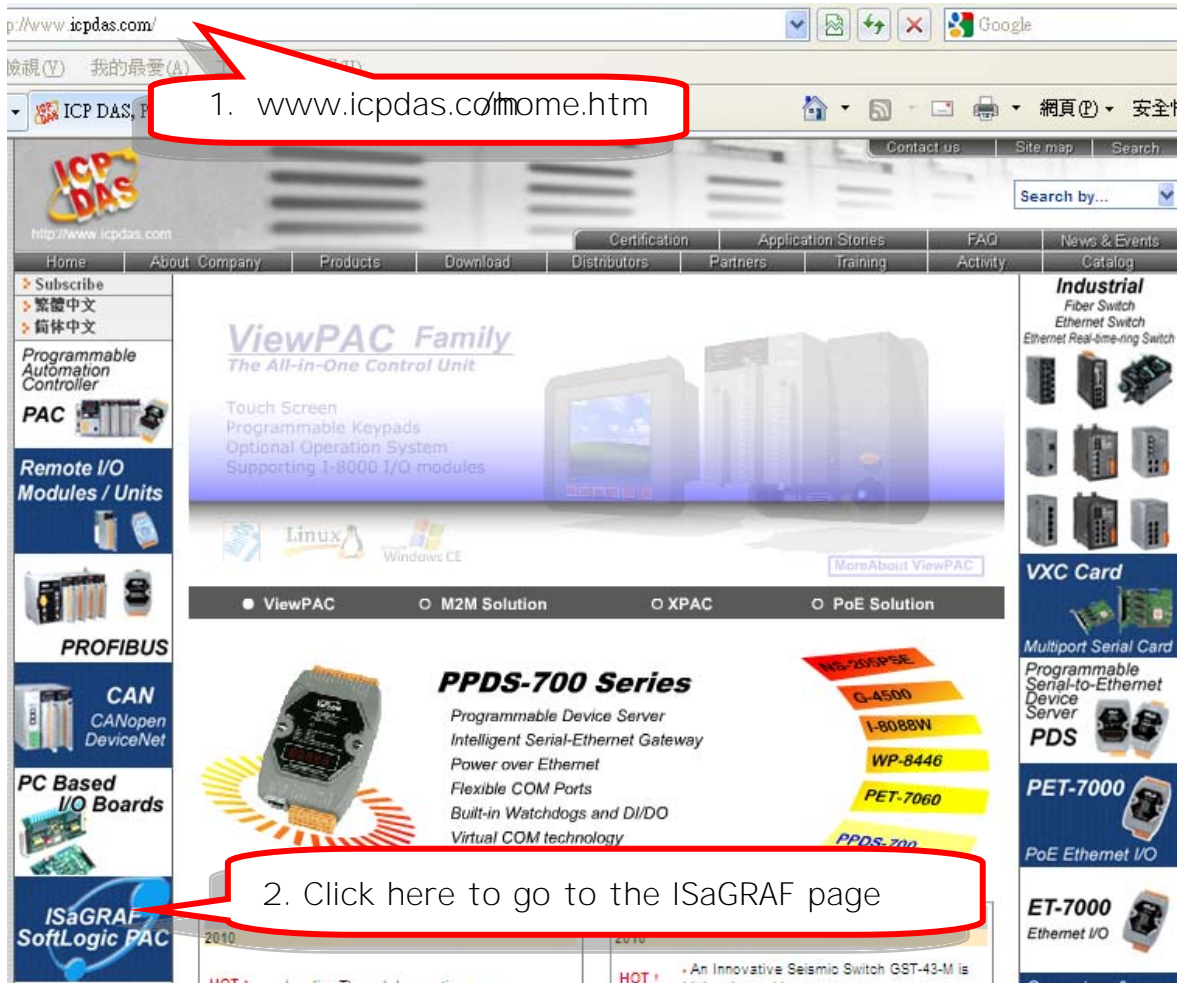 p://www.icpdas.com/
Google
檢視(V) 我的最愛(A)
1. www.icpdas.com/home.htm
ICP DAS, P
網頁(P)
安全性
Contact us
Site map
Search
ICP DAS
http://www.icpdas.com
Search by...
Certification
Application Stories
FAQ
News & Events
Home
About Company
Products
Download
Distributors
Partners
Training
Activity
Catalog
Subscribe
繁體中文
简体中文
Programmable
Automation
Controller
PAC
Remote I/O
Modules / Units
PROFIBUS
CAN
CANopen
DeviceNet
PC Based
I/O Boards
ISaGRAF
SoftLogic PAC
ViewPAC Family
The All-in-One Control Unit
Touch Screen
Programmable Keypads
Optional Operation System
Supporting I-8000 I/O modules
Linux
Windows CE
MoreAbout ViewPAC
ViewPAC
M2M Solution
XPAC
PoE Solution
PPDS-700 Series
Programmable Device Server
Intelligent Serial-Ethernet Gateway
Power over Ethernet
Flexible COM Ports
Built-in Watchdogs and DI/DO
Virtual COM technology
NS-205PSE
G-4500
I-8088W
WP-8446
PET-7060
PPDS-700
2. Click here to go to the ISaGRAF page
2010
2010
HOT !
An Innovative Seismic Switch GST-43-M is
Industrial
Fiber Switch
Ethernet Switch
Ethernet Real-time-ring Switch
VXC Card
Multiport Serial Card
Programmable
Serial-to-Ethernet
Device
Server
PDS
PET-7000
PoE Ethernet I/O
ET-7000
Ethernet I/O